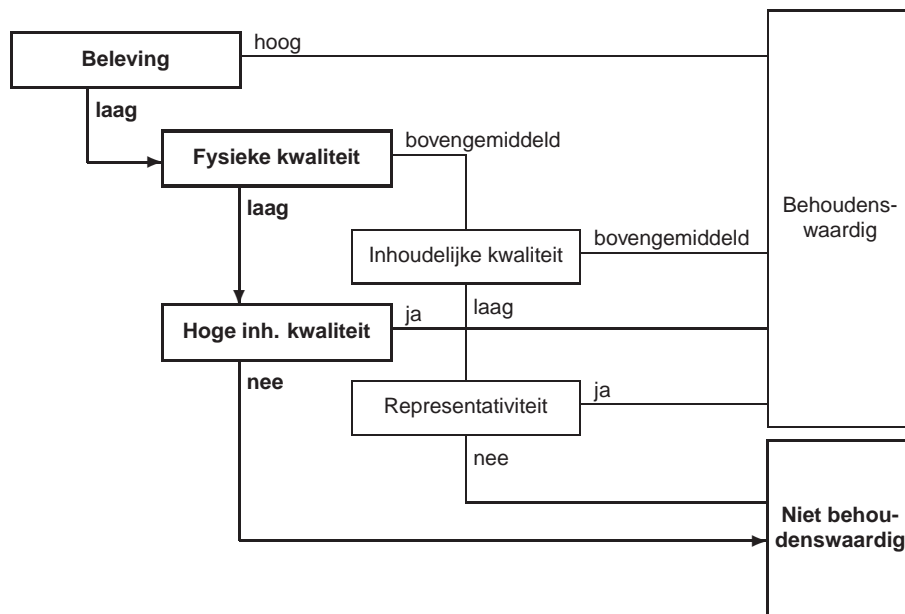 hoog
Beleving
laag
bovengemiddeld
Fysieke kwaliteit
laag
Behoudens-
waardig
bovengemiddeld
Inhoudelijke kwaliteit
laag
ja
Hoge inh. kwaliteit
nee
ja
Representativiteit
nee
Niet behou-
denswaardig